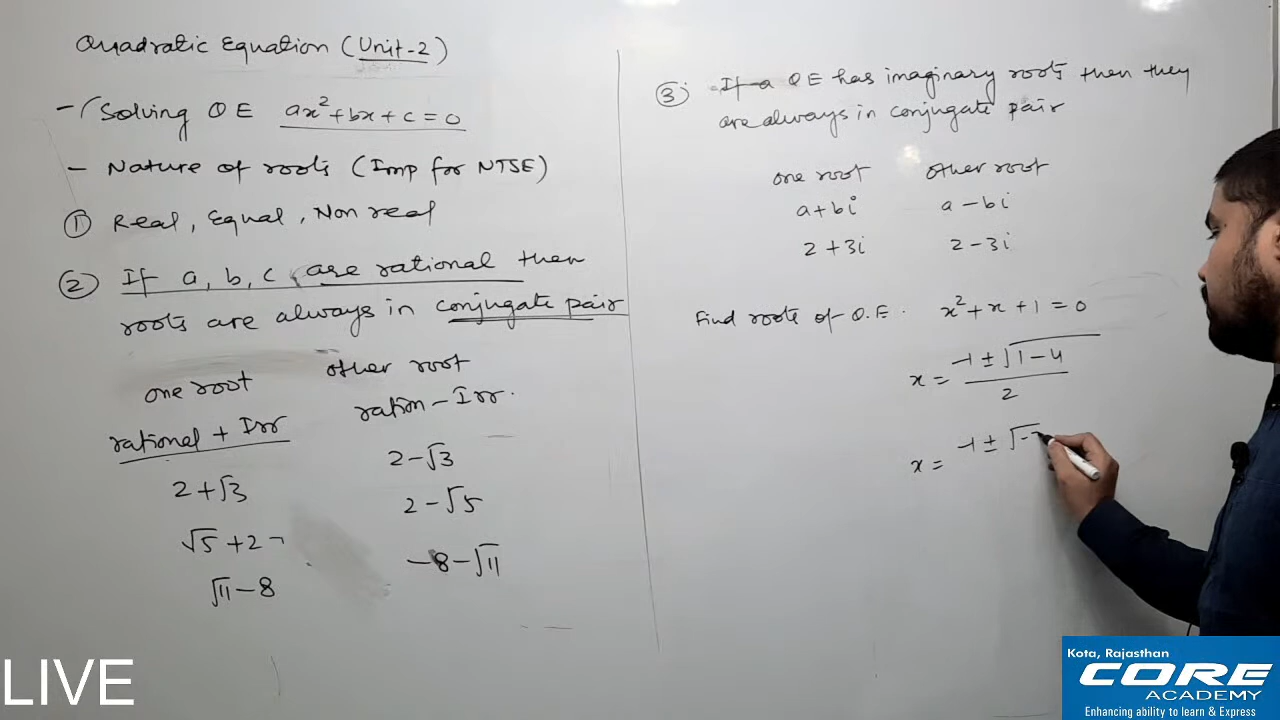 Quadratic Equation (Unit-2)
- Solving QE ax²+bx+c=0
- Nature of roots (Imp for NTSE)
① Real, Equal, Non real
② If a, b, c are rational then
roots are always in conjugate pair
one root other root
rational + Irr ration - Irr.
2+√3 2-√3
√5+2 2-√5
√11-8 -8-√11
③ If a QE has imaginary roots then they
are always in conjugate pair
one root other root
a+bi a-bi
2+3i 2-3i
Find roots of Q.E. x²+x+1=0
x = -1±√1-4
2
x = -1±√-
LIVE
Kota, Rajasthan
CORE
ACADEMY
Enhancing ability to learn & Express